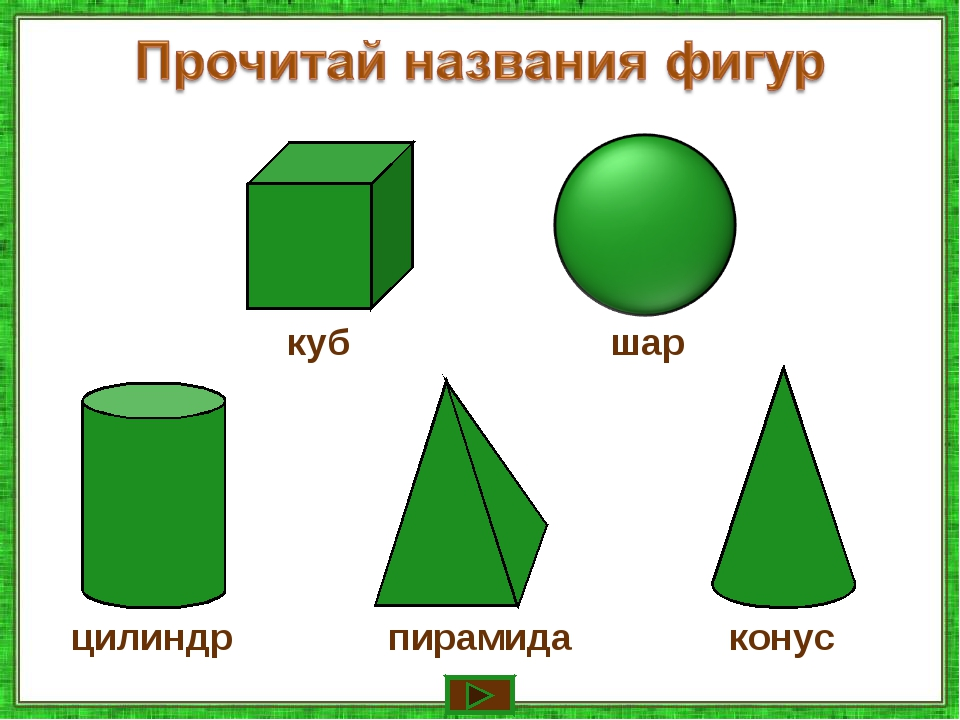 Прочитай названия фигур
куб
шар
цилиндр
пирамида
конус